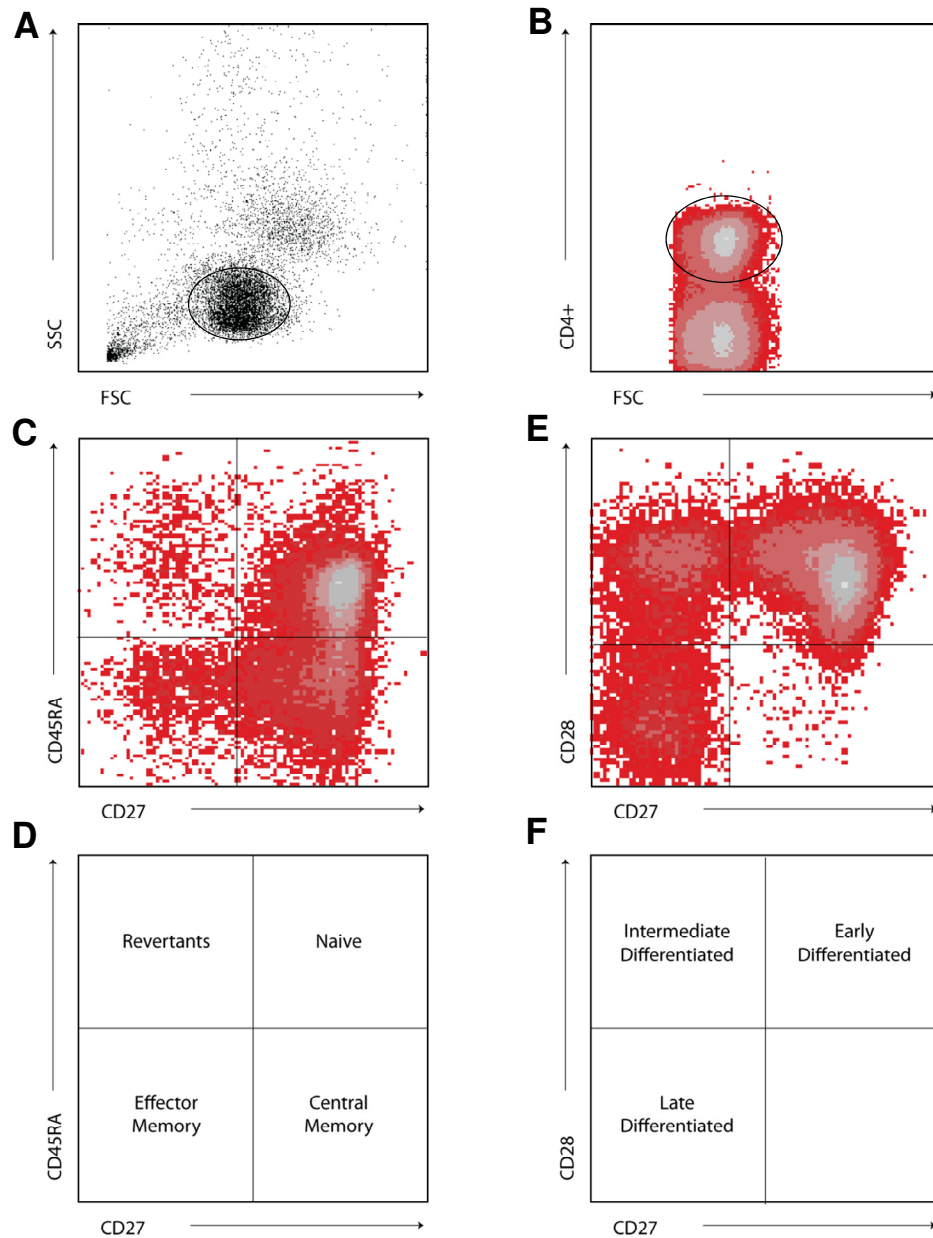 A
SSC
FSC
B
CD4+
FSC
C
CD45RA
CD27
E
CD28
CD27
D
Revertants
Naive
Effector
Memory
Central
Memory
CD45RA
CD27
F
Intermediate
Differentiated
Early
Differentiated
Late
Differentiated
CD28
CD27